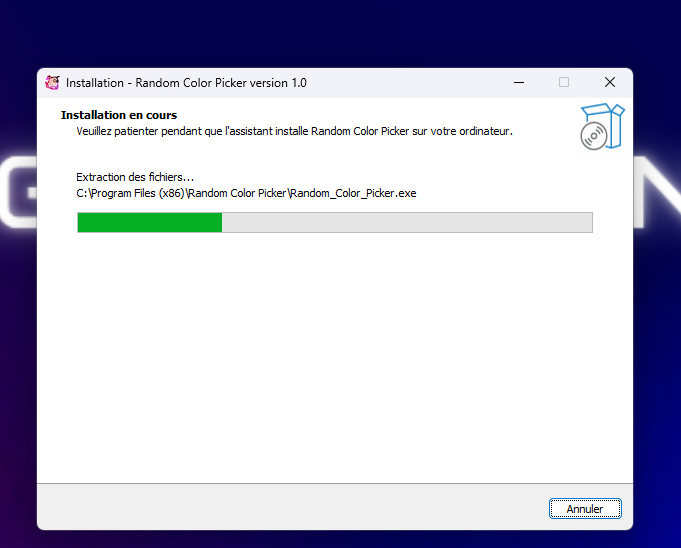 Installation - Random Color Picker version 1.0
Installation en cours
Veuillez patienter pendant que l'assistant installe Random Color Picker sur votre ordinateur.
Extraction des fichiers...
C:\Program Files (x86)\Random Color Picker\Random_Color_Picker.exe
Annuler